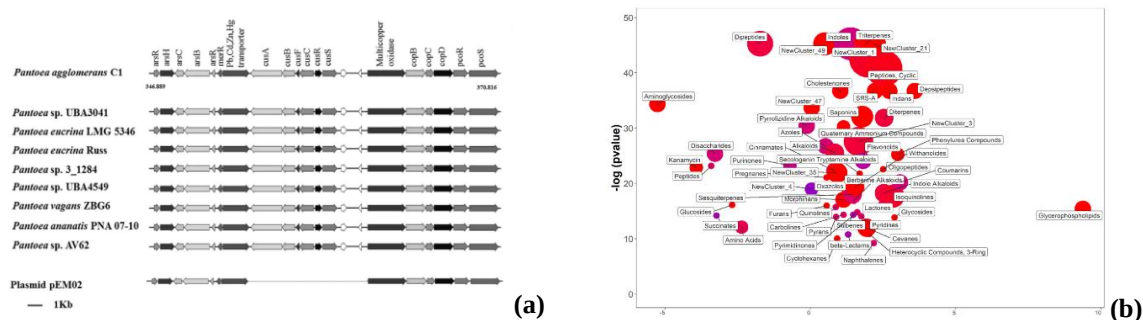 arsR
arsH
arsC
arsB
arsR
merR
Pb,Cd,Zn,Hg
transporter
cusA
cusB
cusF
cusC
cusR
cusS
Multicopper
oxidase
copB
copC
copD
pcoR
pcoS
Pantoea agglomerans C1
346.889
370.816
Pantoea sp. UBA3041
Pantoea eucrina LMG 5346
Pantoea eucrina Russ
Pantoea sp. 3_1284
Pantoea sp. UBA4549
Pantoea vagans ZBG6
Pantoea ananatis PNA 07-10
Pantoea sp. AV62
Plasmid pEM02
1Kb
(a)
-log (pvalue)
50
40
30
20
10
0
-5
0
5
10
Dipeptides
Indoles
Triterpenes
NewCluster_49
NewCluster_21
NewCluster_1
Peptides, Cyclic
Cholestenones
Depsipeptides
Aminoglycosides
SRS-A
Indans
NewCluster_47
Saponins
Diterpenes
Pyrrolizidine Alkaloids
NewCluster_3
Azoles
Quaternary Ammonium Compounds
Disaccharides
Cinnamates
Alkaloids
Flavonoids
Phenylurea Compounds
Secologanin Tryptamine Alkaloids
Withanolides
Kanamycin
Purinones
Oligopeptides
Peptides
Pregnanes
NewCluster_35
Coumarins
Berberine Alkaloids
NewCluster_4
Oxazoles
Indole Alkaloids
Sesquiterpenes
Morphinans
Isoquinolines
Glucosides
Furans
Quinolines
Lactones
Glycosides
Glycerophospholipids
Succinates
Carbolines
Stilbenes
Pyridines
Amino Acids
Pyrans
Pyrimidinones
Cevanes
beta-Lactams
Heterocyclic Compounds, 3-Ring
Cyclohexanes
Naphthalenes
(b)